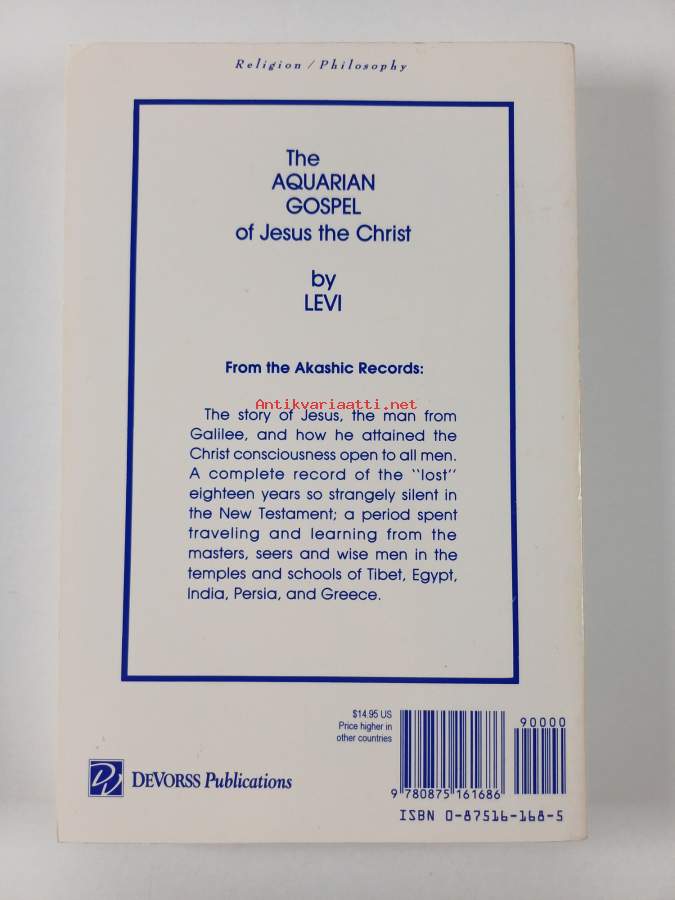 Religion / Philosophy
The
AQUARIAN
GOSPEL
of Jesus the Christ
by
LEVI
From the Akashic Records:
Antikvariaatti.net
The story of Jesus, the man from
Galilee, and how he attained the
Christ consciousness open to all men.
A complete record of the "lost"
eighteen years so strangely silent in
the New Testament; a period spent
traveling and learning from the
masters, seers and wise men in the
temples and schools of Tibet, Egypt,
India, Persia, and Greece.
$14.95 US
Price higher in
other countries
90000
9 780875 161686
ISBN 0-87516-168-5
DV
DEVORSS Publications